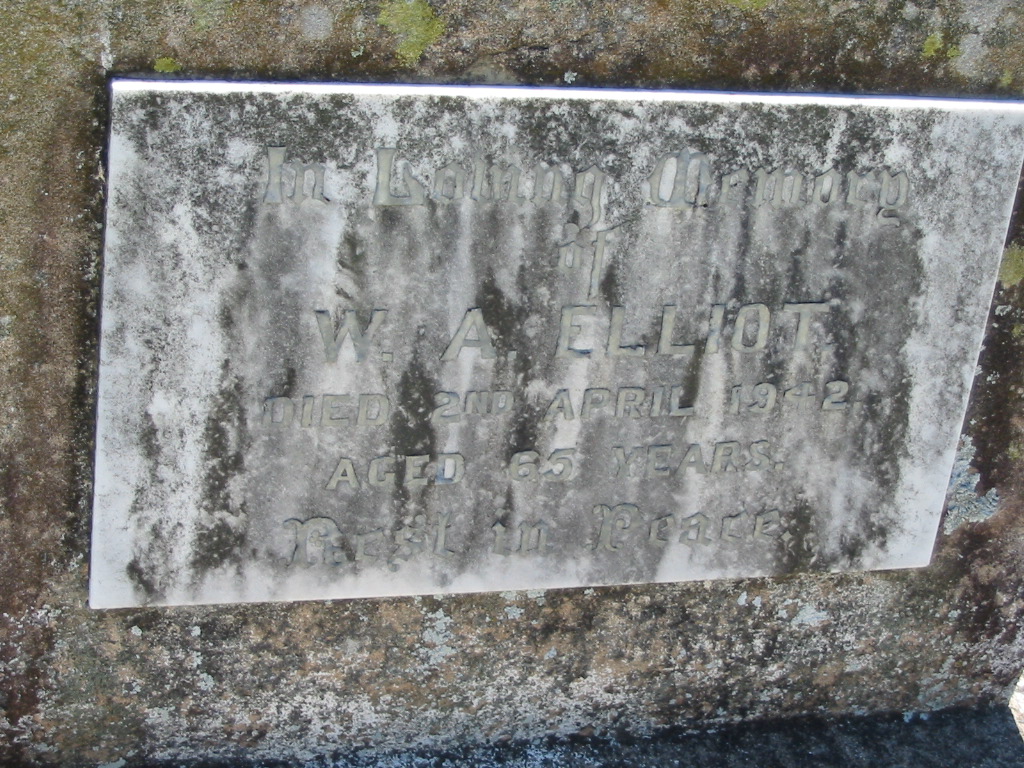 In Loving Memory
of
W. A. ELLIOT.
DIED 2ND APRIL 1942.
AGED 65 YEARS.
Rest in Peace.